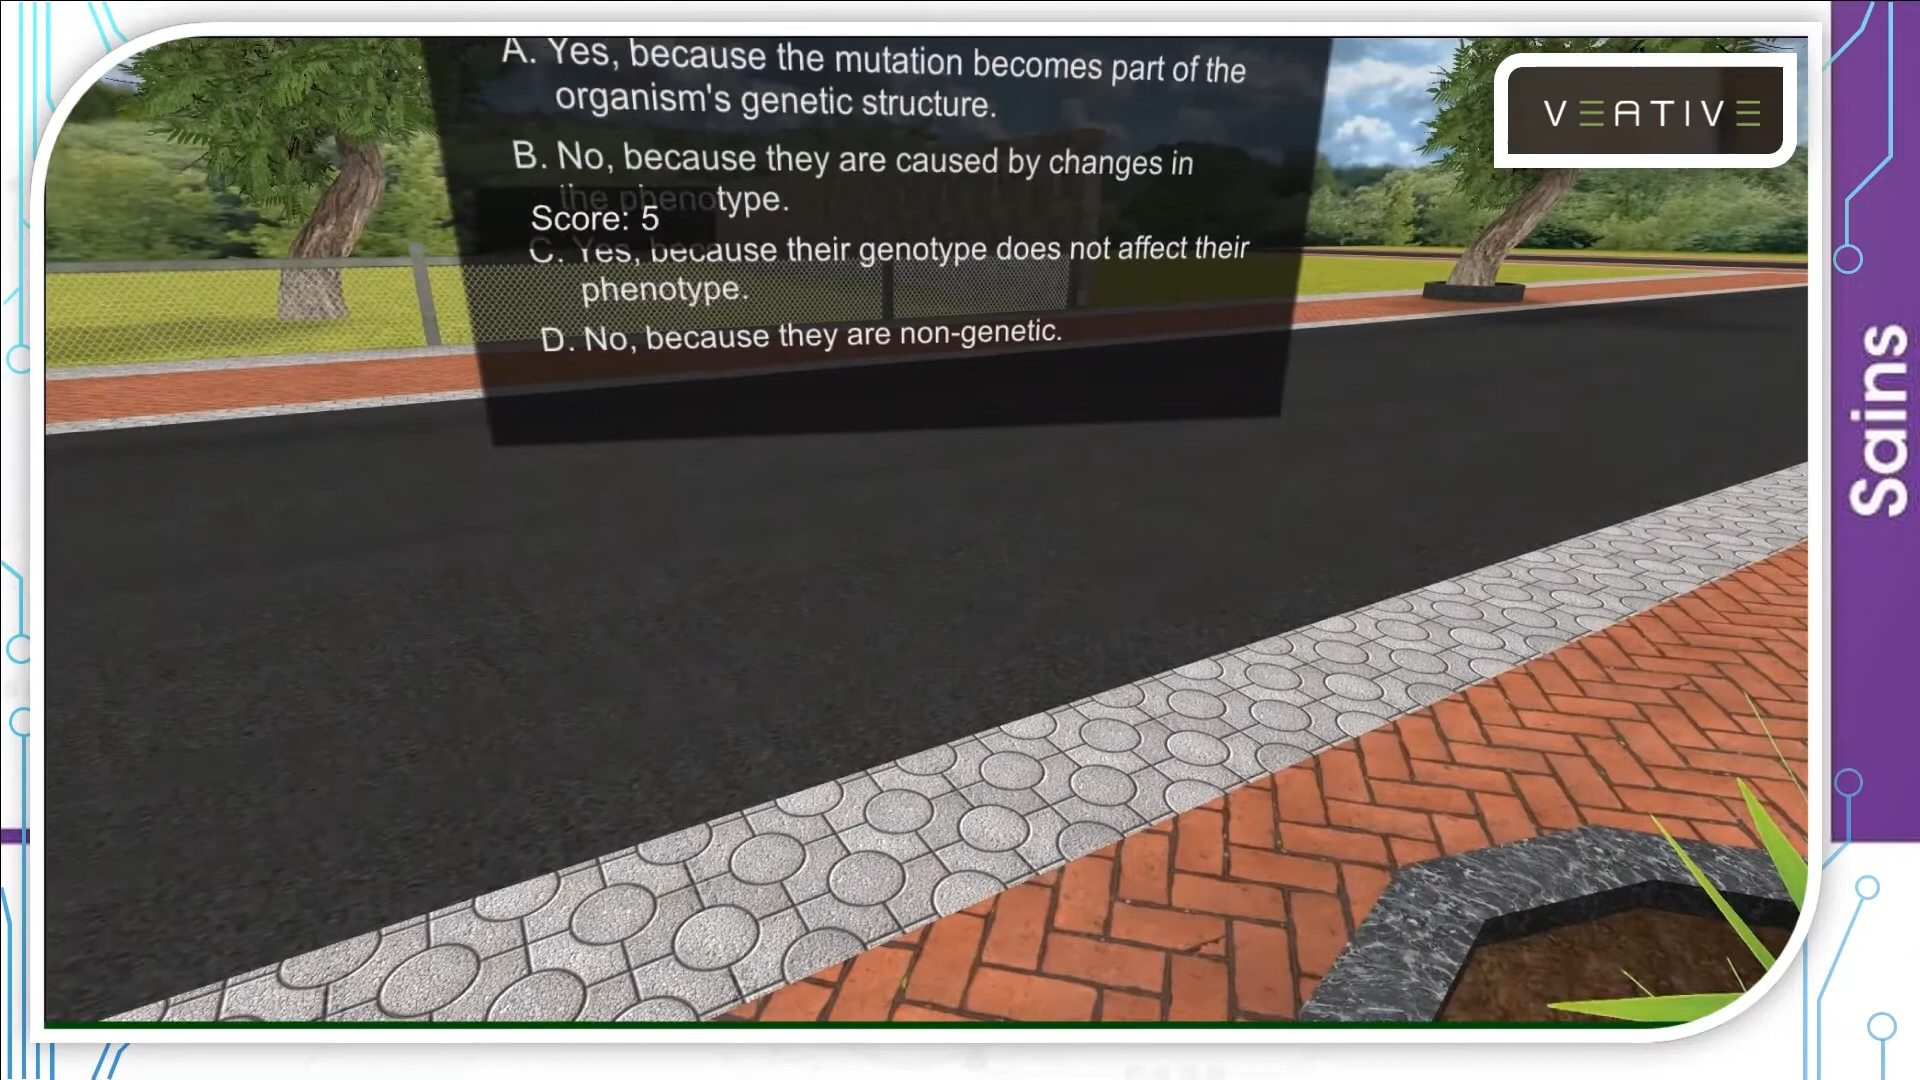 A. Yes, because the mutation becomes part of the
organism's genetic structure.
B. No, because they are caused by changes in
the phenotype.
Score: 5
C. Yes, because their genotype does not affect their
phenotype.
D. No, because they are non-genetic.
VEATIVE
Sains